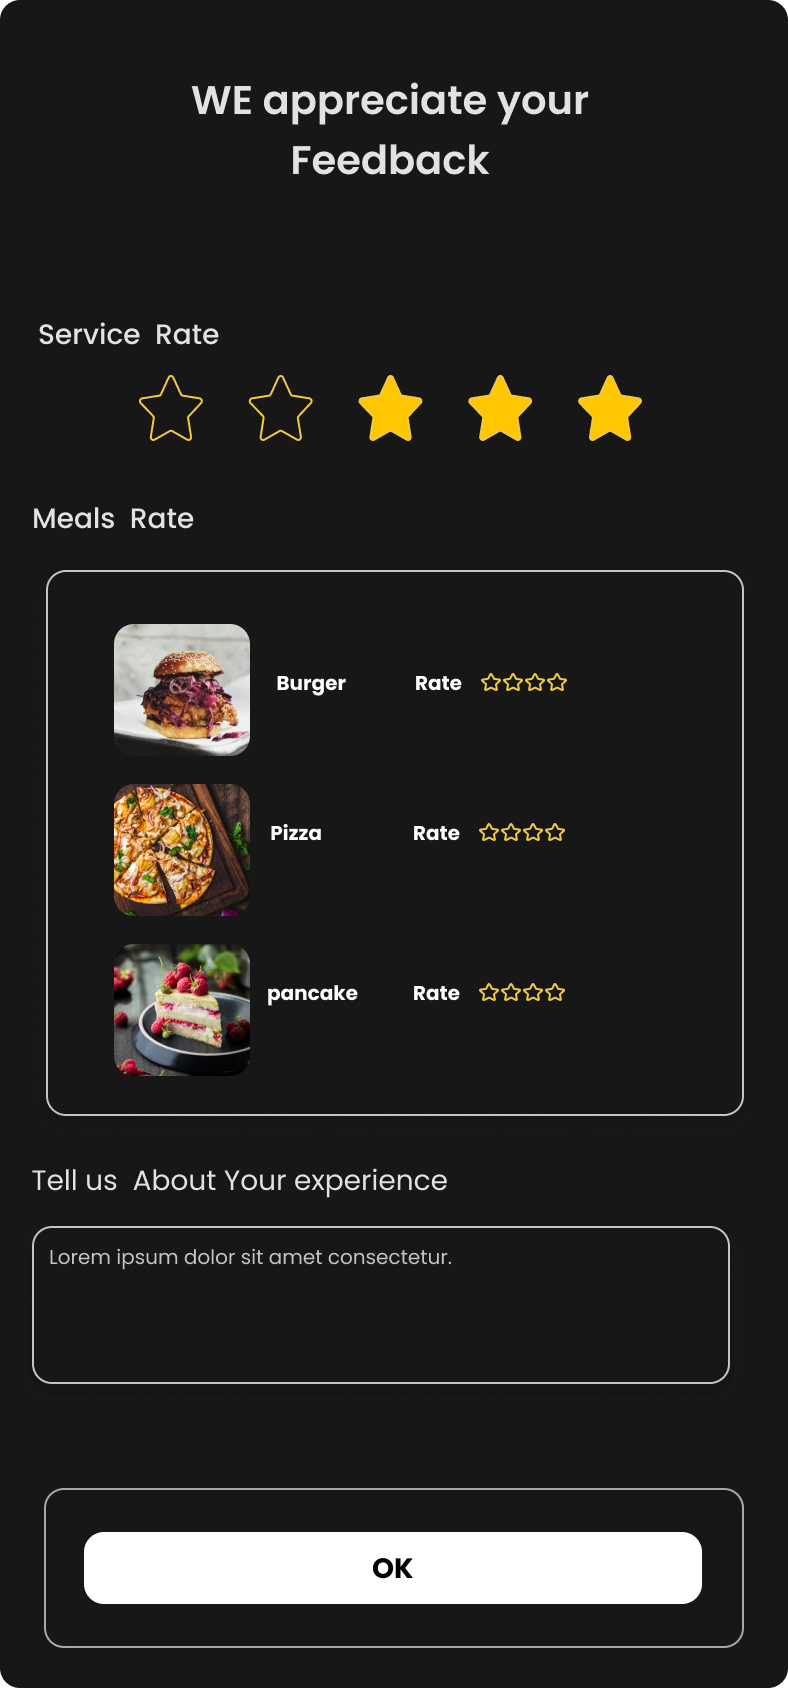 WE appreciate your
Feedback
Service Rate
Meals Rate
Burger Rate
Pizza Rate
pancake Rate
Tell us About Your experience
Lorem ipsum dolor sit amet consectetur.
OK